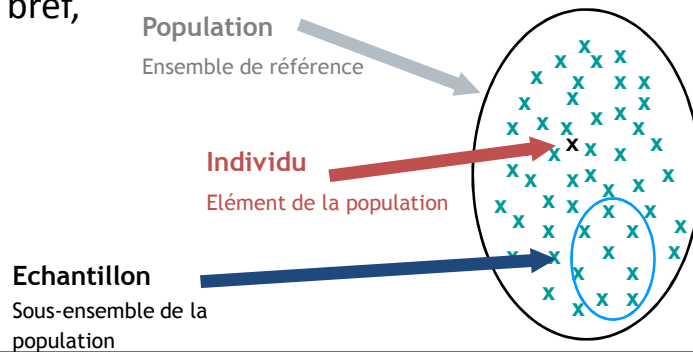 bref,
Population
Ensemble de référence
Individu
Elément de la population
Echantillon
Sous-ensemble de la
population